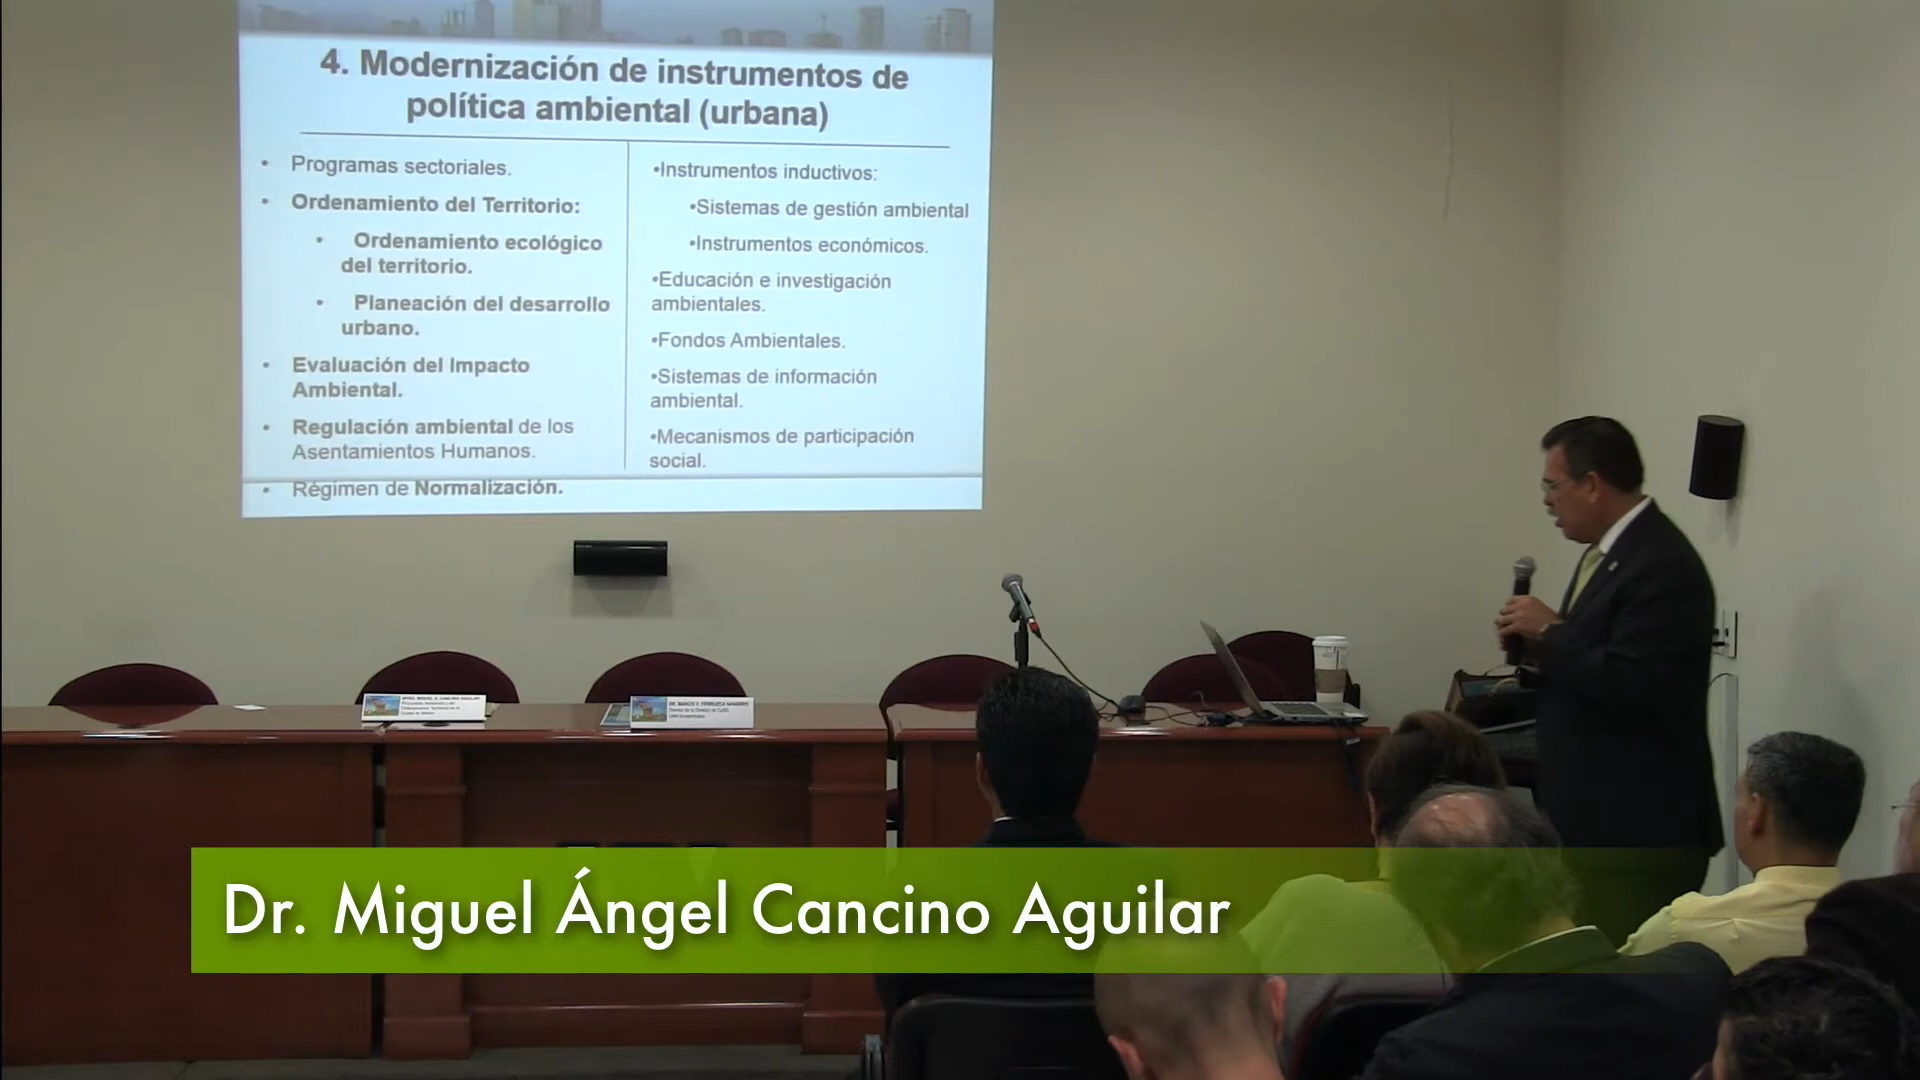 4. Modernización de instrumentos de
política ambiental (urbana)
• Programas sectoriales.
• Ordenamiento del Territorio:
• Ordenamiento ecológico
del territorio.
• Planeación del desarrollo
urbano.
• Evaluación del Impacto
Ambiental.
• Regulación ambiental de los
Asentamientos Humanos.
• Régimen de Normalización.
•Instrumentos inductivos:
•Sistemas de gestión ambiental
•Instrumentos económicos.
•Educación e investigación
ambientales.
•Fondos Ambientales.
•Sistemas de información
ambiental.
•Mecanismos de participación
social.
Dr. Miguel Ángel Cancino Aguilar